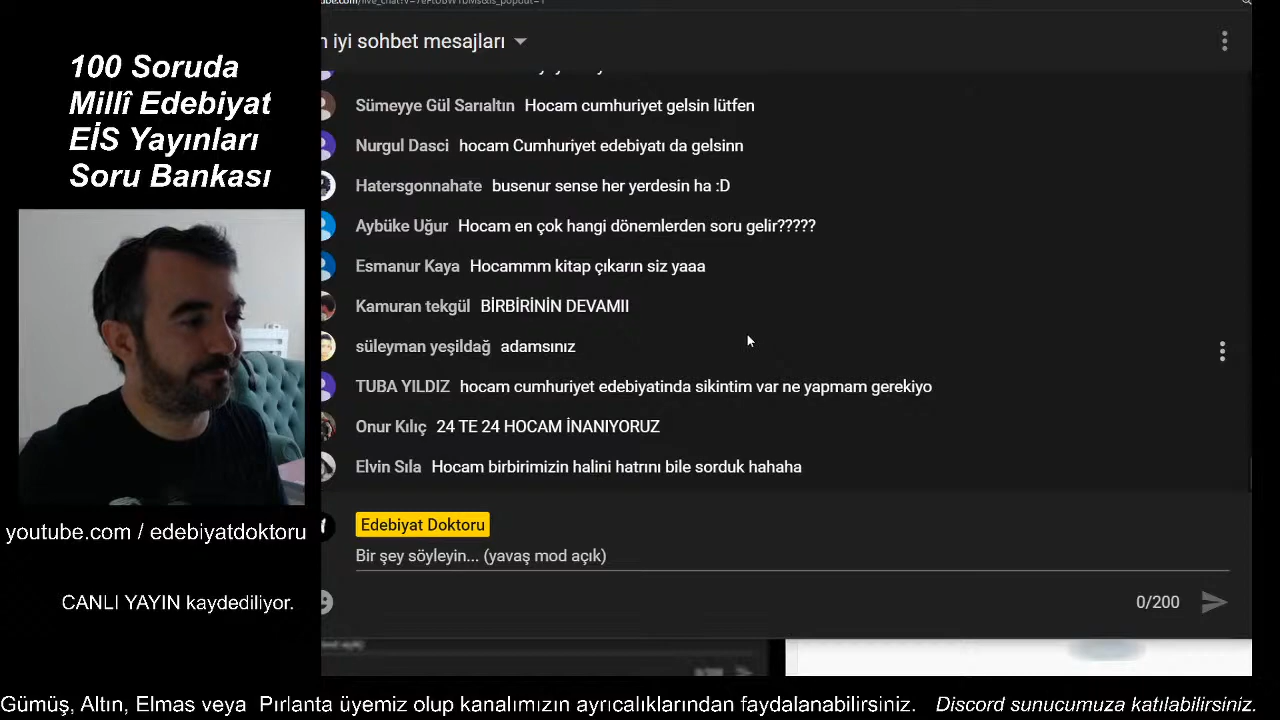 100 Soruda
Millî Edebiyat
EİS Yayınları
Soru Bankası
youtube.com / edebiyatdoktoru
CANLI YAYIN kaydediliyor.
n iyi sohbet mesajları
Sümeyye Gül Sarıaltın Hocam cumhuriyet gelsin lütfen
Nurgul Dasci hocam Cumhuriyet edebiyatı da gelsinn
Hatersgonnahate busenur sense her yerdesin ha :D
Aybüke Uğur Hocam en çok hangi dönemlerden soru gelir?????
Esmanur Kaya Hocammm kitap çıkarın siz yaaa
Kamuran tekgül BİRBİRİNİN DEVAMII
süleyman yeşildağ adamsınız
TUBA YILDIZ hocam cumhuriyet edebiyatinda sikintim var ne yapmam gerekiyo
Onur Kılıç 24 TE 24 HOCAM İNANIYORUZ
Elvin Sıla Hocam birbirimizin halini hatrını bile sorduk hahaha
Edebiyat Doktoru
Bir şey söyleyin... (yavaş mod açık)
0/200
Gümüş, Altın, Elmas veya Pırlanta üyemiz olup kanalımızın ayrıcalıklarından faydalanabilirsiniz. Discord sunucumuza katılabilirsiniz.